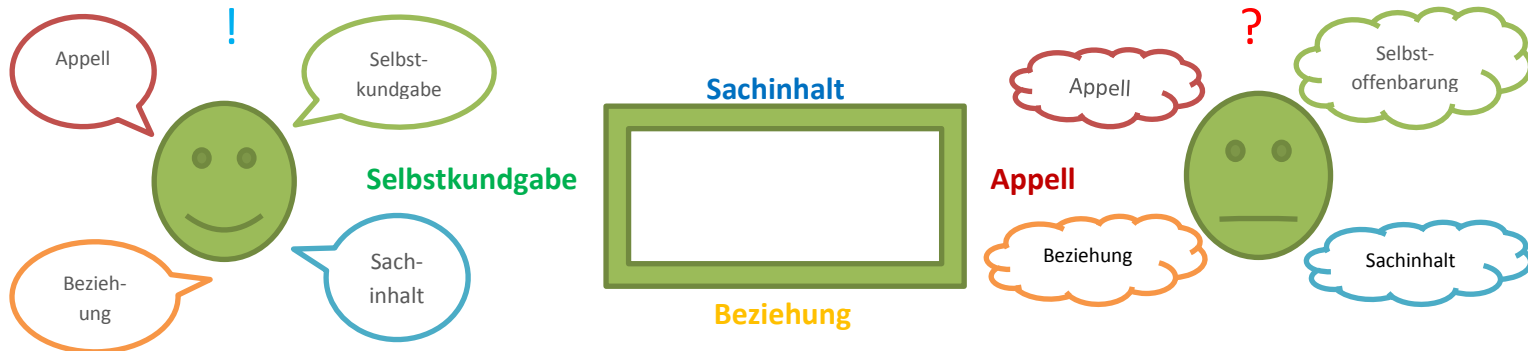 !
Appell
Selbst-
kundgabe
Bezieh-
ung
Sach-
inhalt
Sachinhalt
Selbstkundgabe
Appell
Beziehung
?
Appell
Selbst-
offenbarung
Beziehung
Sachinhalt